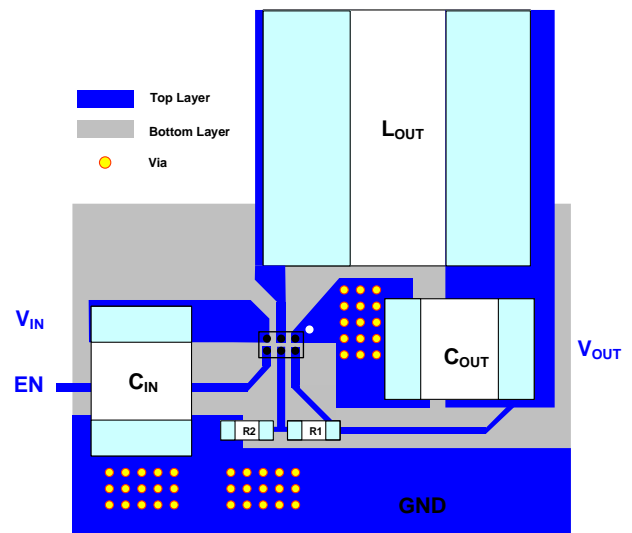 Top Layer
Bottom Layer
Via
LOUT
VIN
EN
CIN
COUT
VOUT
R2
R1
GND